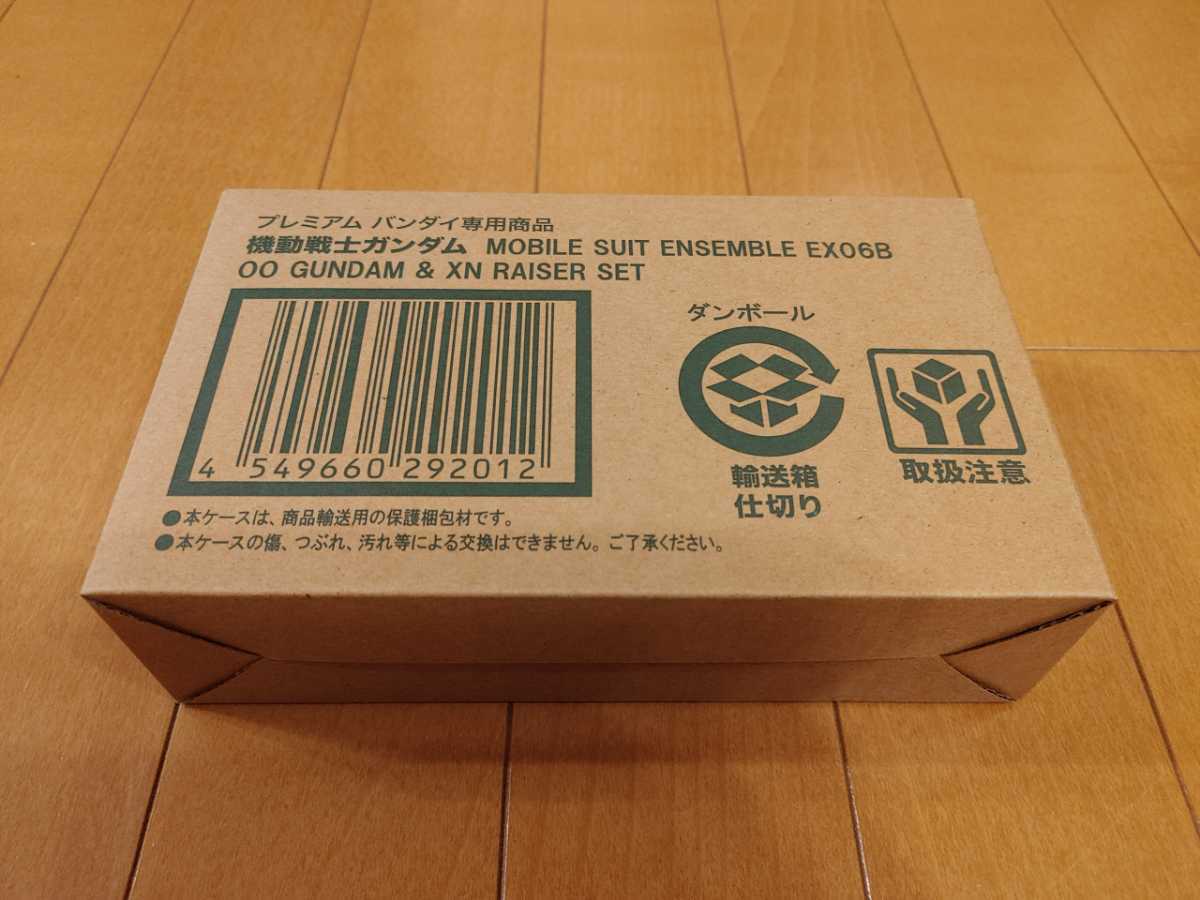 プレミアム バンダイ専用商品
機動戦士ガンダム MOBILE SUIT ENSEMBLE EX06B
OO GUNDAM & XN RAISER SET
4 549660 292012
ダンボール
輸送箱
仕切り
取扱注意
●本ケースは、商品輸送用の保護梱包材です。
●本ケースの傷、つぶれ、汚れ等による交換はできません。ご了承ください。